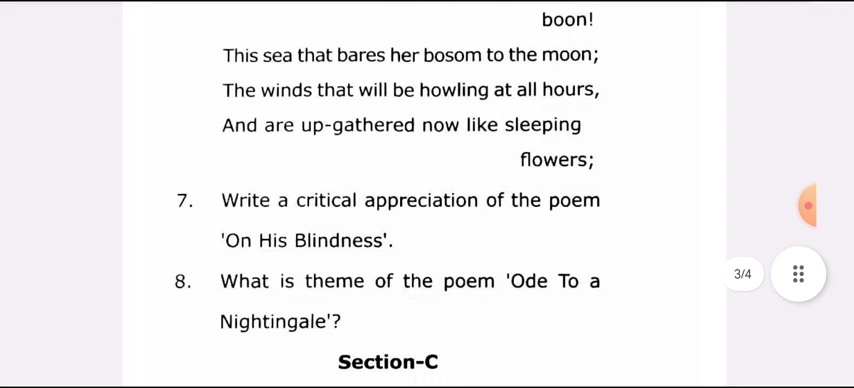 boon!
This sea that bares her bosom to the moon;
The winds that will be howling at all hours,
And are up-gathered now like sleeping
flowers;
7. Write a critical appreciation of the poem
'On His Blindness'.
8. What is theme of the poem 'Ode To a
3/4
Nightingale'?
Section-C